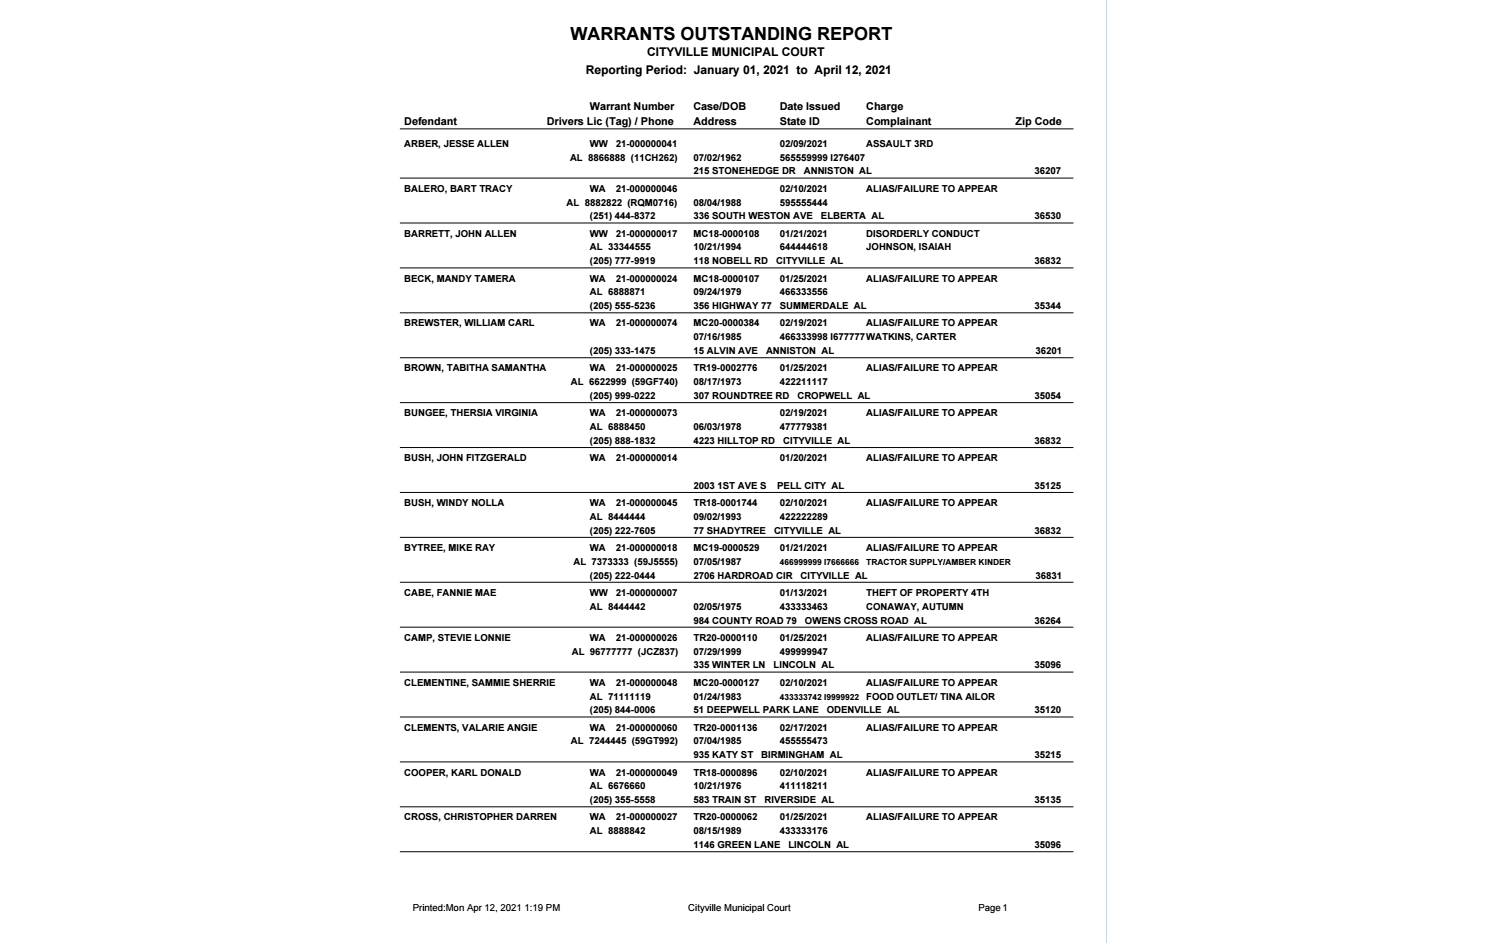 WARRANTS OUTSTANDING REPORT
CITYVILLE MUNICIPAL COURT
Reporting Period: January 01, 2021 to April 12, 2021
Warrant Number Case/DOB Date Issued Charge
Defendant Drivers Lic (Tag) / Phone Address State ID Complainant Zip Code
ARBER, JESSE ALLEN WW 21-000000041 02/09/2021 ASSAULT 3RD
AL 8866888 (11CH262) 07/02/1962 565559999 I276407
215 STONEHEDGE DR ANNISTON AL 36207
BALERO, BART TRACY WA 21-000000046 02/10/2021 ALIAS/FAILURE TO APPEAR
AL 8882822 (RQM0716) 08/04/1988 595555444
(251) 444-8372 336 SOUTH WESTON AVE ELBERTA AL 36530
BARRETT, JOHN ALLEN WW 21-000000017 MC18-0000108 01/21/2021 DISORDERLY CONDUCT
AL 33344555 10/21/1994 644444618 JOHNSON, ISAIAH
(205) 777-9919 118 NOBELL RD CITYVILLE AL 36832
BECK, MANDY TAMERA WA 21-000000024 MC18-0000107 01/25/2021 ALIAS/FAILURE TO APPEAR
AL 6888871 09/24/1979 466333556
(205) 555-5236 356 HIGHWAY 77 SUMMERDALE AL 35344
BREWSTER, WILLIAM CARL WA 21-000000074 MC20-0000384 02/19/2021 ALIAS/FAILURE TO APPEAR
07/16/1985 466333998 I677777 WATKINS, CARTER
(205) 333-1475 15 ALVIN AVE ANNISTON AL 36201
BROWN, TABITHA SAMANTHA WA 21-000000025 TR19-0002776 01/25/2021 ALIAS/FAILURE TO APPEAR
AL 6622999 (59GF740) 08/17/1973 422211117
(205) 999-0222 307 ROUNDTREE RD CROPWELL AL 35054
BUNGEE, THERSIA VIRGINIA WA 21-000000073 02/19/2021 ALIAS/FAILURE TO APPEAR
AL 6888450 06/03/1978 477779381
(205) 888-1832 4223 HILLTOP RD CITYVILLE AL 36832
BUSH, JOHN FITZGERALD WA 21-000000014 01/20/2021 ALIAS/FAILURE TO APPEAR
2003 1ST AVE S PELL CITY AL 35125
BUSH, WINDY NOLLA WA 21-000000045 TR18-0001744 02/10/2021 ALIAS/FAILURE TO APPEAR
AL 8444444 09/02/1993 422222289
(205) 222-7605 77 SHADYTREE CITYVILLE AL 36832
BYTREE, MIKE RAY WA 21-000000018 MC19-0000529 01/21/2021 ALIAS/FAILURE TO APPEAR
AL 7373333 (59J5555) 07/05/1987 466999999 I7666666 TRACTOR SUPPLY/AMBER KINDER
(205) 222-0444 2706 HARDROAD CIR CITYVILLE AL 36831
CABE, FANNIE MAE WW 21-000000007 01/13/2021 THEFT OF PROPERTY 4TH
AL 8444442 02/05/1975 433333463 CONAWAY, AUTUMN
984 COUNTY ROAD 79 OWENS CROSS ROAD AL 36264
CAMP, STEVIE LONNIE WA 21-000000026 TR20-0000110 01/25/2021 ALIAS/FAILURE TO APPEAR
AL 96777777 (JCZ837) 07/29/1999 499999947
335 WINTER LN LINCOLN AL 35096
CLEMENTINE, SAMMIE SHERRIE WA 21-000000048 MC20-0000127 02/10/2021 ALIAS/FAILURE TO APPEAR
AL 71111119 01/24/1983 433333742 I9999922 FOOD OUTLET/ TINA AILOR
(205) 844-0006 51 DEEPWELL PARK LANE ODENVILLE AL 35120
CLEMENTS, VALARIE ANGIE WA 21-000000060 TR20-0001136 02/17/2021 ALIAS/FAILURE TO APPEAR
AL 7244445 (59GT992) 07/04/1985 455555473
935 KATY ST BIRMINGHAM AL 35215
COOPER, KARL DONALD WA 21-000000049 TR18-0000896 02/10/2021 ALIAS/FAILURE TO APPEAR
AL 6676660 10/21/1976 411118211
(205) 355-5558 583 TRAIN ST RIVERSIDE AL 35135
CROSS, CHRISTOPHER DARREN WA 21-000000027 TR20-0000062 01/25/2021 ALIAS/FAILURE TO APPEAR
AL 8888842 08/15/1989 433333176
1146 GREEN LANE LINCOLN AL 35096
Printed:Mon Apr 12, 2021 1:19 PM Cityville Municipal Court Page 1